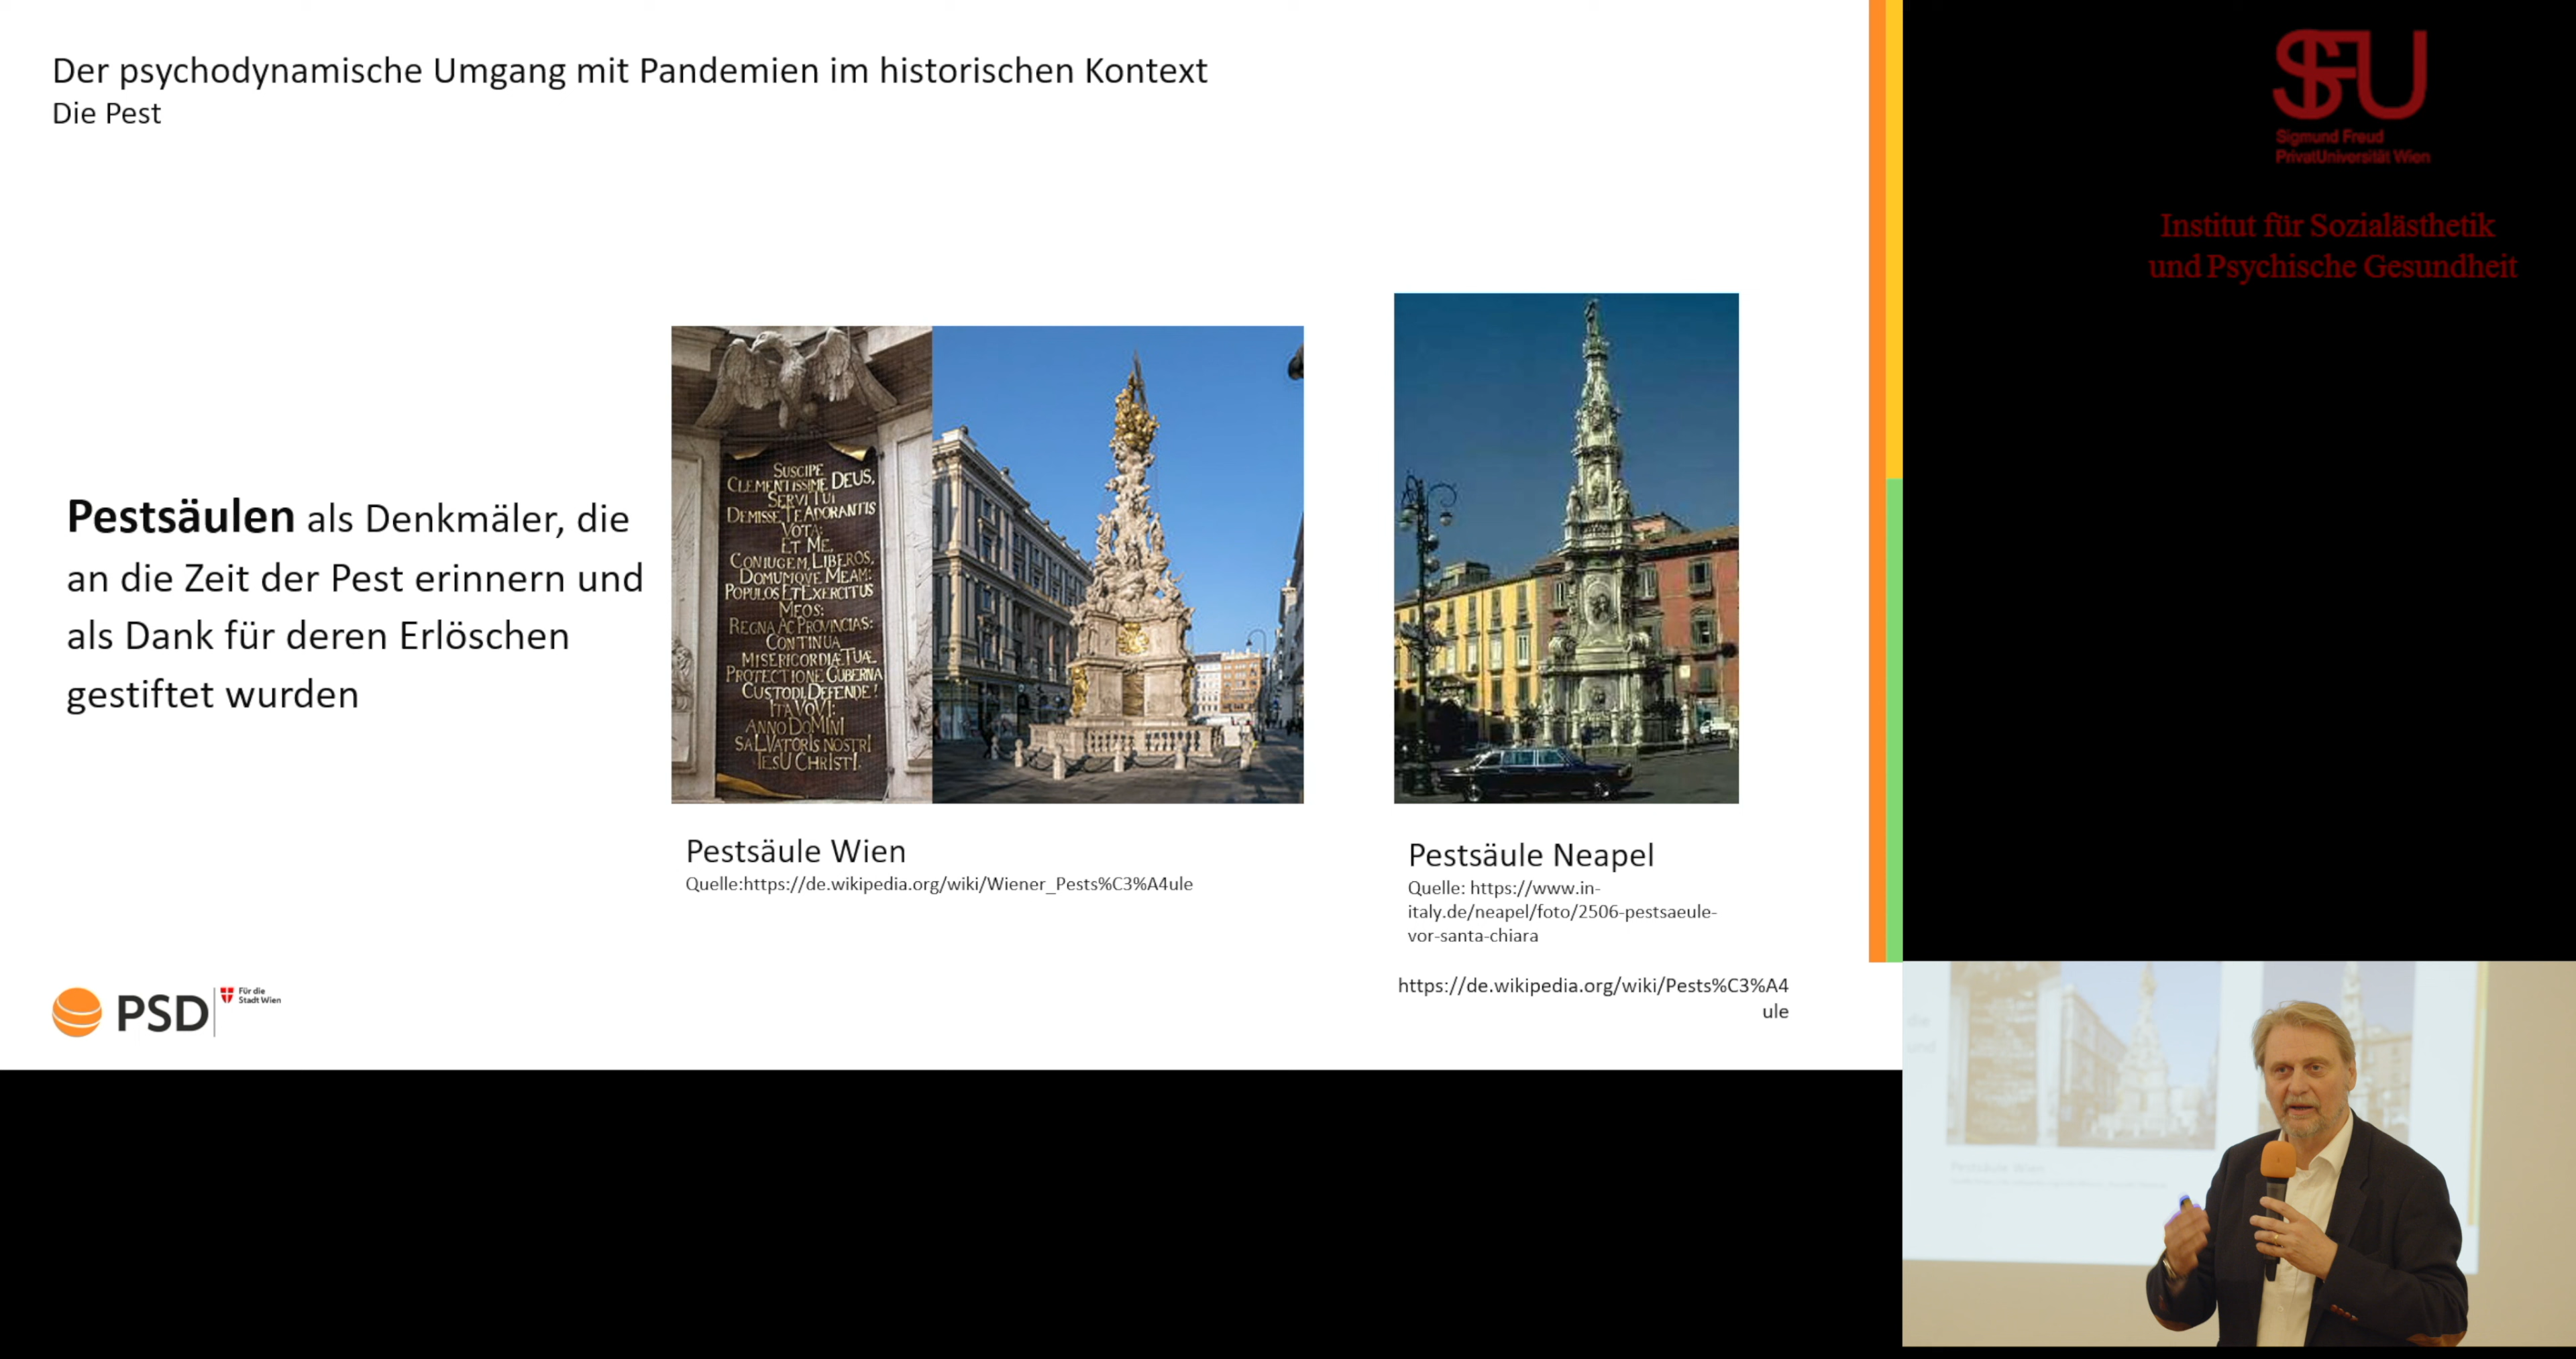 Der psychodynamische Umgang mit Pandemien im historischen Kontext
Die Pest
Pestsäulen als Denkmäler, die
an die Zeit der Pest erinnern und
als Dank für deren Erlöschen
gestiftet wurden
SUSCIPE
CLEMENTISSIME DEUS,
SERVI TUI
DEMISSE TE ADORANTIS
VOTA;
ET ME,
CONIUGEM, LIBEROS,
DOMUMQVE MEAM:
POPULOS ET EXERCITUS
MEOS:
REGNA AC PROVINCIAS:
CONTINUA
MISERICORDIÆ TUÆ
PROTECTIONE GUBERNA
CUSTODI, DEFENDE!
ITA VOVI:
ANNO DOMINI
SALVATORIS NOSTRI
IESU CHRISTI.
Pestsäule Wien
Quelle:https://de.wikipedia.org/wiki/Wiener_Pests%C3%A4ule
Pestsäule Neapel
Quelle: https://www.in-
italy.de/neapel/foto/2506-pestsaeule-
vor-santa-chiara
https://de.wikipedia.org/wiki/Pests%C3%A4
ule
PSD
Für die
Stadt Wien
SFU
Sigmund Freud
PrivatUniversität Wien
Institut für Sozialästhetik
und Psychische Gesundheit
die
und
Pestsäule Wien